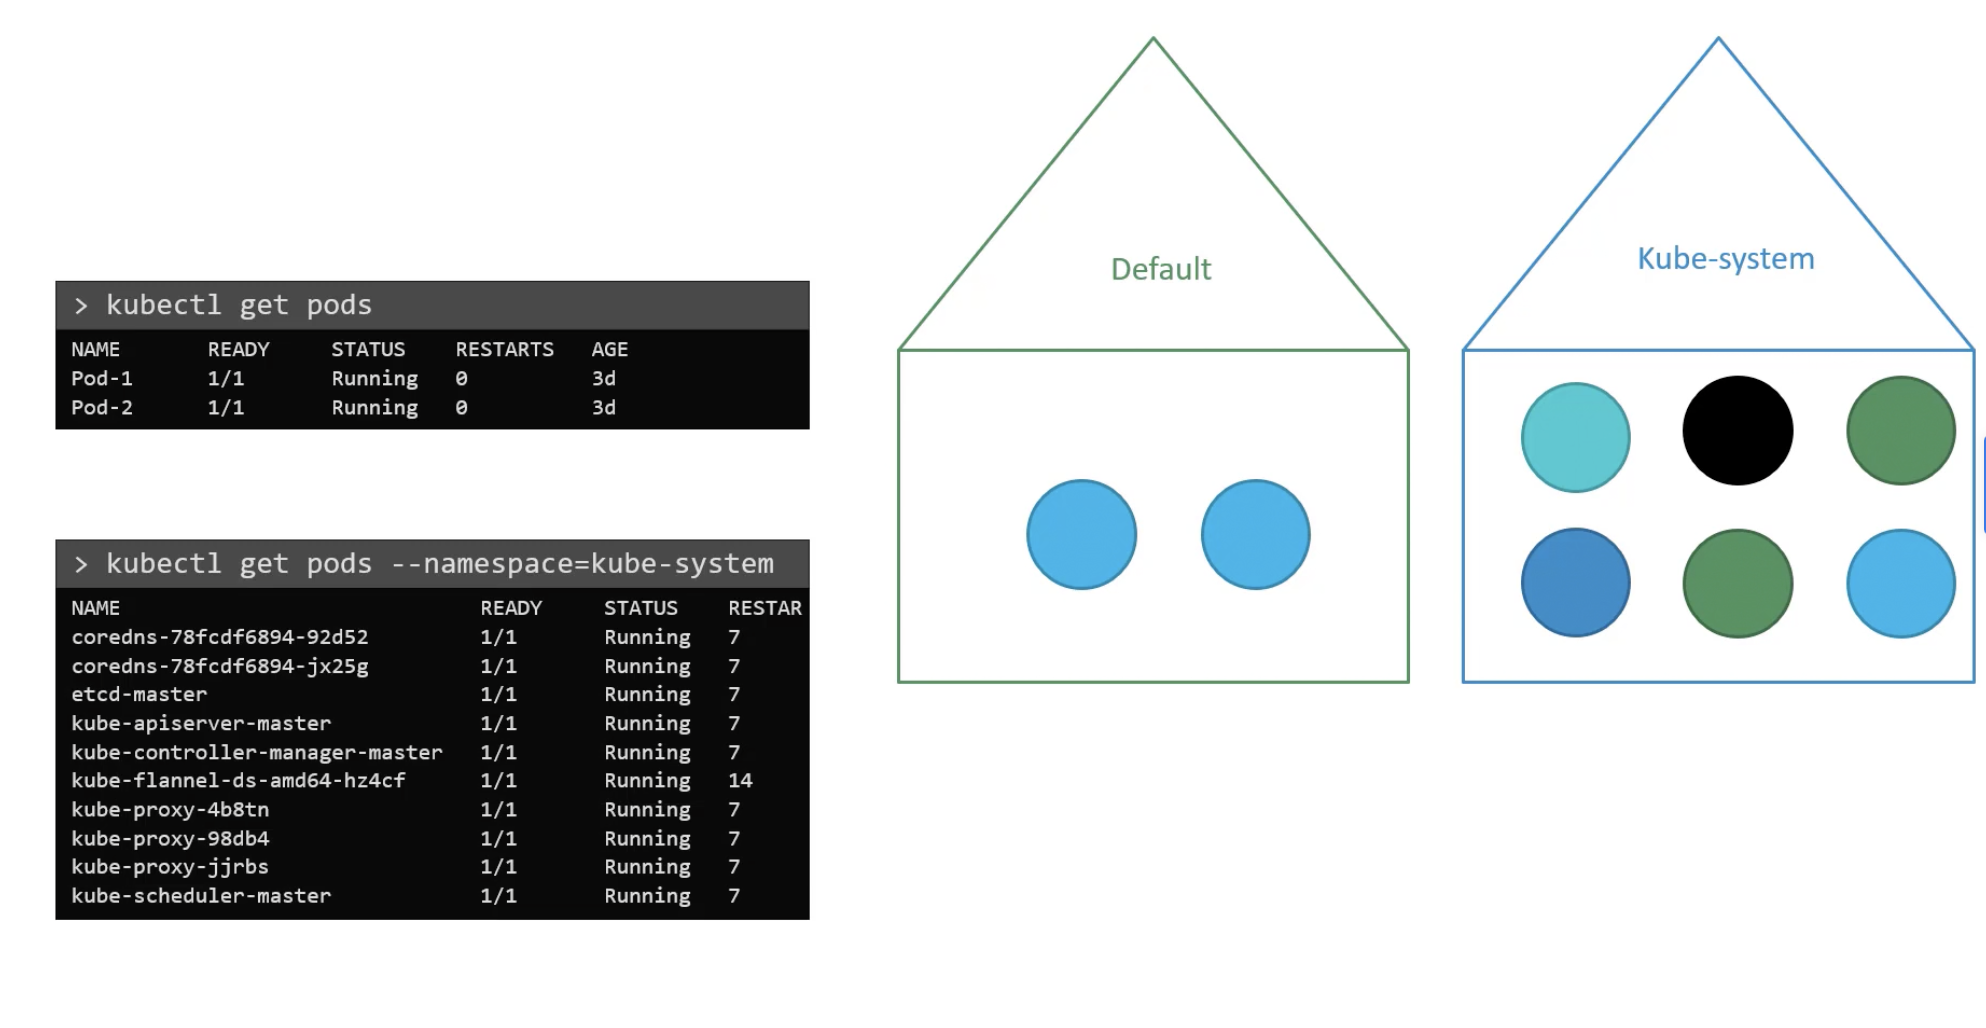 > kubectl get pods
NAME READY STATUS RESTARTS AGE
Pod-1 1/1 Running 0 3d
Pod-2 1/1 Running 0 3d
> kubectl get pods --namespace=kube-system
NAME READY STATUS RESTAR
coredns-78fcdf6894-92d52 1/1 Running 7
coredns-78fcdf6894-jx25g 1/1 Running 7
etcd-master 1/1 Running 7
kube-apiserver-master 1/1 Running 7
kube-controller-manager-master 1/1 Running 7
kube-flannel-ds-amd64-hz4cf 1/1 Running 14
kube-proxy-4b8tn 1/1 Running 7
kube-proxy-98db4 1/1 Running 7
kube-proxy-jjrbs 1/1 Running 7
kube-scheduler-master 1/1 Running 7
Default
Kube-system